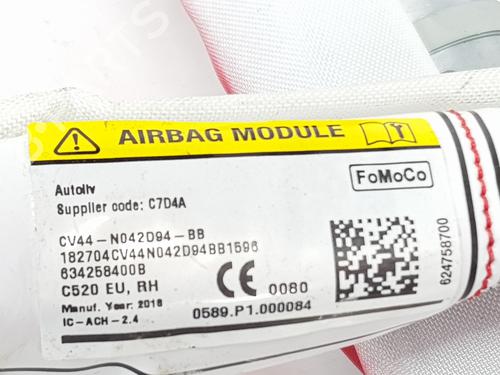 AIRBAG MODULE
Autoliv
Supplier code: C7D4A
FoMoCo
CV44-N042D94-BB
182704CV44N042D94BB1596
634258400B
C520 EU, RH
CE 0080
Manuf. Year: 2018
IC-ACH-2.4
0589.P1.000084
624758700